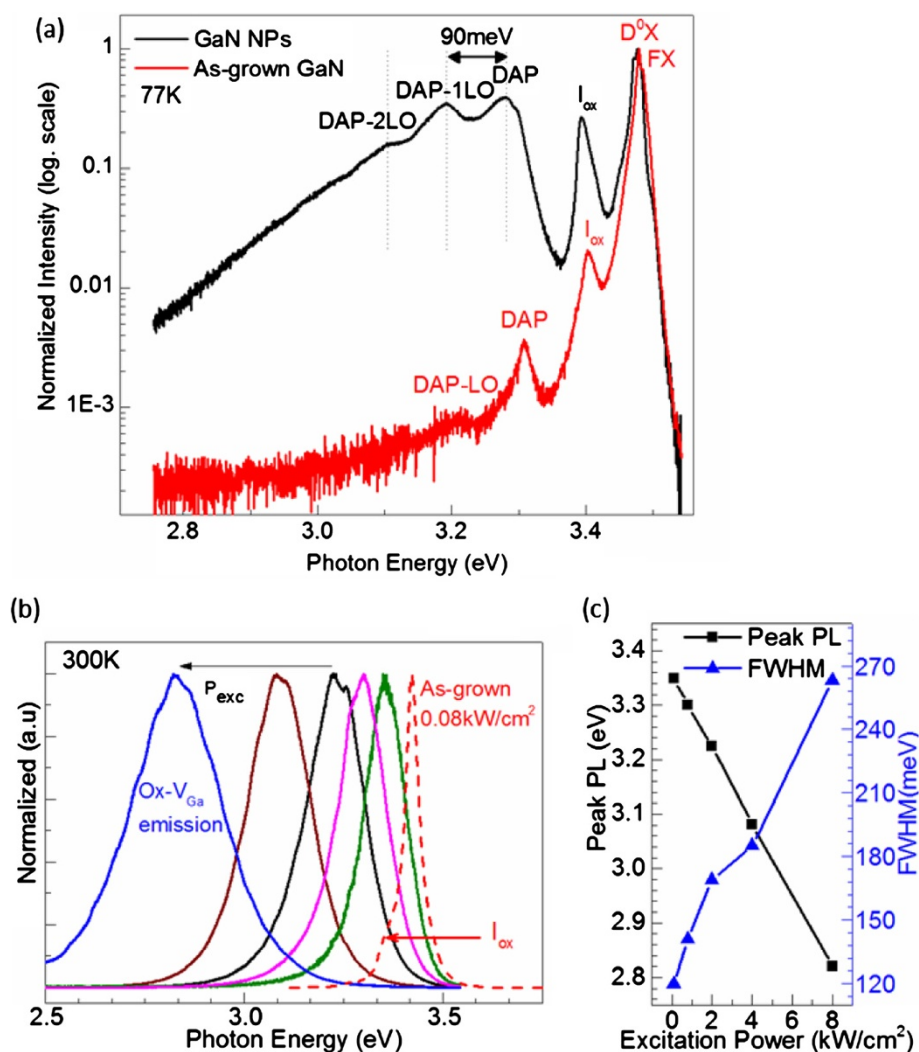 (a)
GaN NPs
As-grown GaN
77K
90meV
D⁰X
FX
DAP
DAP-1LO
DAP-2LO
I_ox
I_ox
DAP
DAP-LO
1
0.1
0.01
1E-3
Normalized Intensity (log. scale)
2.8 3.0 3.2 3.4
Photon Energy (eV)
(b)
300K
P_exc
As-grown
0.08kW/cm²
Ox-V_Ga
emission
I_ox
Normalized (a.u)
2.5 3.0 3.5
Photon Energy (eV)
(c)
Peak PL
FWHM
3.4
3.3
3.2
3.1
3.0
2.9
2.8
Peak PL (eV)
270
240
210
180
150
120
FWHM(meV)
0 2 4 6 8
Excitation Power (kW/cm²)